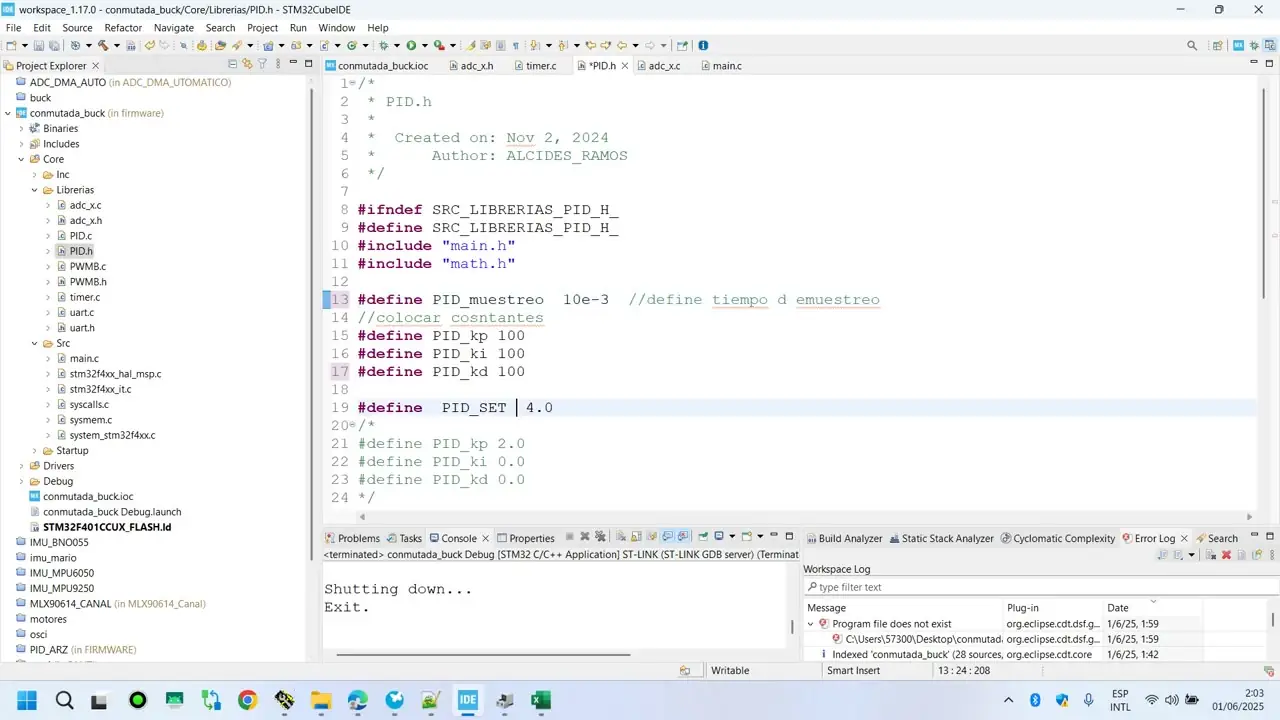 workspace_1.17.0 - conmutada_buck/Core/Librerias/PID.h - STM32CubeIDE
File Edit Source Refactor Navigate Search Project Run Window Help
Project Explorer
conmutada_buck.ioc adc_x.h timer.c *PID.h adc_x.c main.c
ADC_DMA_AUTO (in ADC_DMA_UTOMATICO)
buck
conmutada_buck (in firmware)
Binaries
Includes
Core
Inc
Librerias
adc_x.c
adc_x.h
PID.c
PID.h
PWMB.c
PWMB.h
timer.c
uart.c
uart.h
Src
main.c
stm32f4xx_hal_msp.c
stm32f4xx_it.c
syscalls.c
sysmem.c
system_stm32f4xx.c
Startup
Drivers
Debug
conmutada_buck.ioc
conmutada_buck Debug.launch
STM32F401CCUX_FLASH.ld
IMU_BNO055
imu_mario
IMU_MPU6050
IMU_MPU9250
MLX90614_CANAL (in MLX90614_Canal)
motores
osci
PID_ARZ (in FIRMWARE)
1 /*
2 * PID.h
3 *
4 * Created on: Nov 2, 2024
5 * Author: ALCIDES_RAMOS
6 */
7
8 #ifndef SRC_LIBRERIAS_PID_H_
9 #define SRC_LIBRERIAS_PID_H_
10 #include "main.h"
11 #include "math.h"
12
13 #define PID_muestreo 10e-3 //define tiempo d emuestreo
14 //colocar cosntantes
15 #define PID_kp 100
16 #define PID_ki 100
17 #define PID_kd 100
18
19 #define PID_SET 4.0
20 /*
21 #define PID_kp 2.0
22 #define PID_ki 0.0
23 #define PID_kd 0.0
24 */
Problems Tasks Console Properties
<terminated> conmutada_buck Debug [STM32 C/C++ Application] ST-LINK (ST-LINK GDB server) (Terminat
Shutting down...
Exit.
Build Analyzer Static Stack Analyzer Cyclomatic Complexity Error Log Search
Workspace Log
type filter text
Message Plug-in Date
Program file does not exist org.eclipse.cdt.dsf.g... 1/6/25, 1:59
C:\Users\57300\Desktop\conmutada org.eclipse.cdt.dsf.g... 1/6/25, 1:59
Indexed 'conmutada_buck' (28 sources, org.eclipse.cdt.core 1/6/25, 1:42
Writable Smart Insert 13 : 24 : 208
ESP
INTL
2:03
01/06/2025